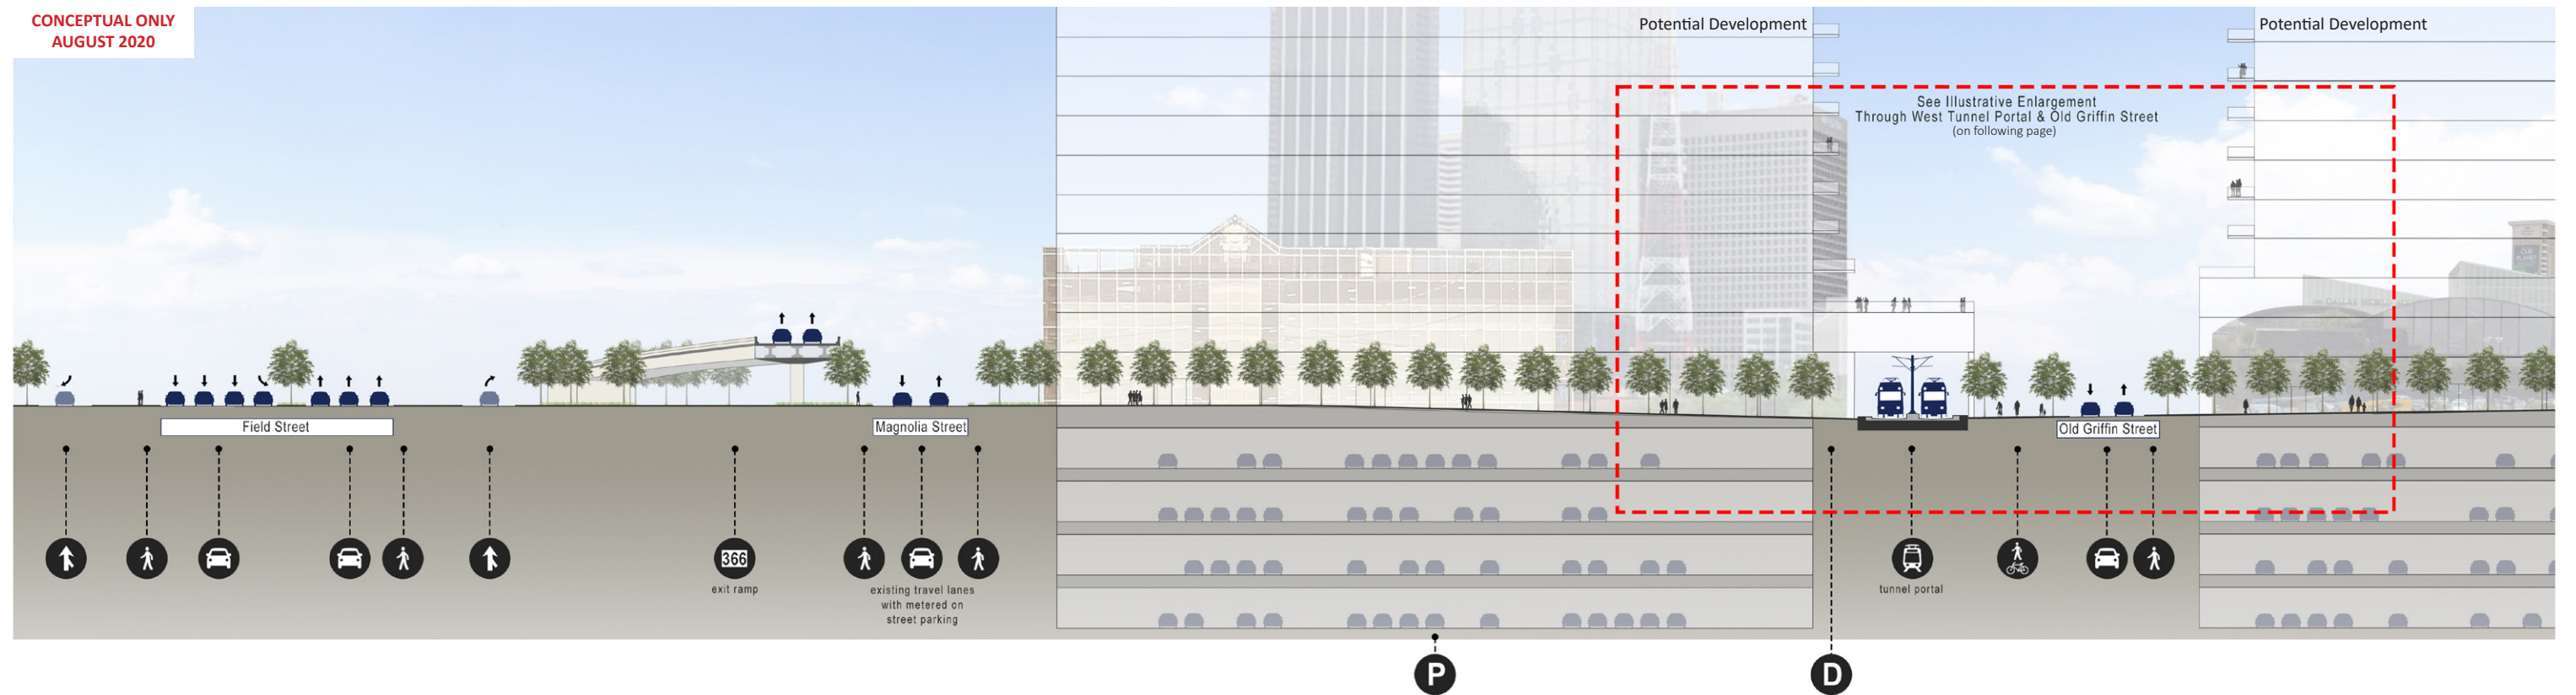 CONCEPTUAL ONLY
AUGUST 2020
Potential Development
Potential Development
See Illustrative Enlargement
Through West Tunnel Portal & Old Griffin Street
(on following page)
Field Street
Magnolia Street
Old Griffin Street
366
exit ramp
existing travel lanes
with metered on
street parking
tunnel portal
P
D